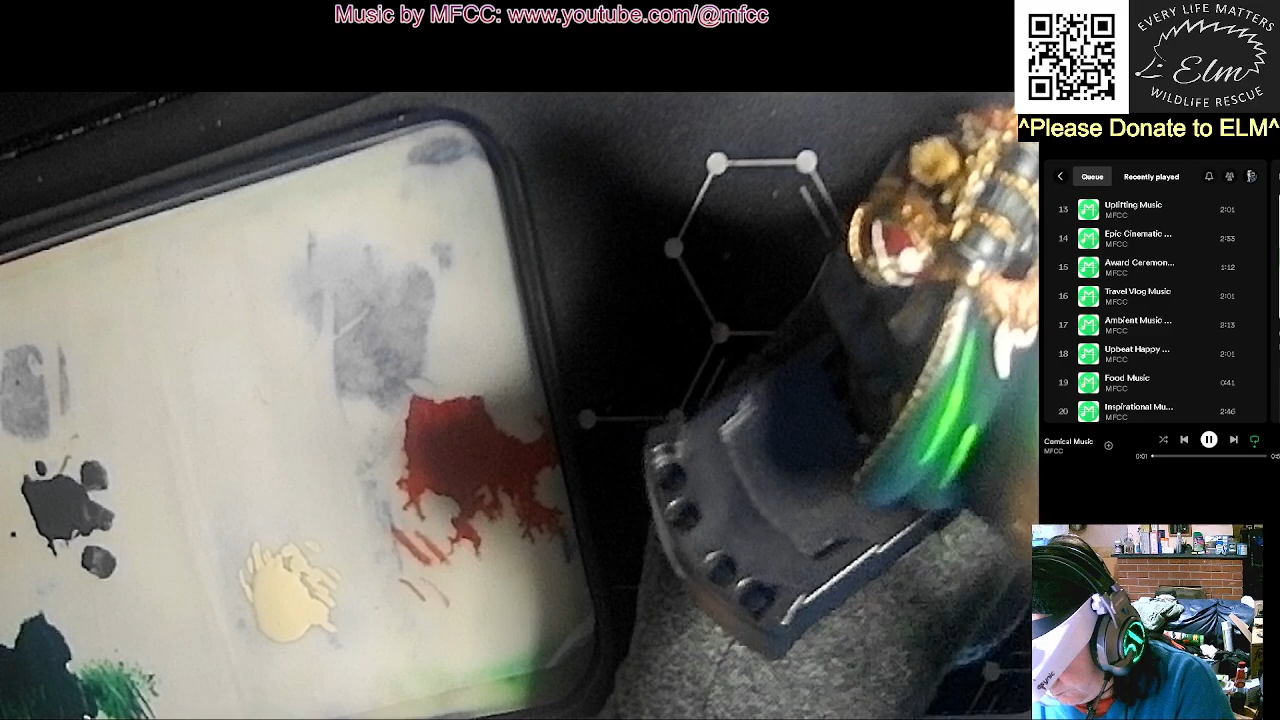 Music by MFCC: www.youtube.com/@mfcc
EVERY LIFE MATTERS
Elm
WILDLIFE RESCUE
^Please Donate to ELM^
Queue
Recently played
13 Uplifting Music 2:01
MFCC
14 Epic Cinematic ... 2:33
MFCC
15 Award Ceremon... 1:12
MFCC
16 Travel Vlog Music 2:01
MFCC
17 Ambient Music ... 2:13
MFCC
18 Upbeat Happy ... 2:01
MFCC
19 Food Music 0:41
MFCC
20 Inspirational Mu... 2:46
MFCC
Comical Music
MFCC
0:01